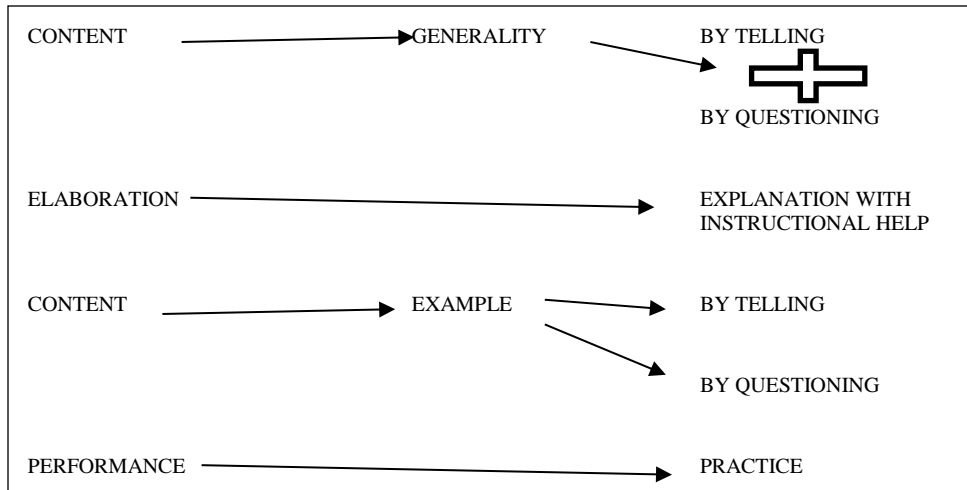 CONTENT GENERALITY BY TELLING
BY QUESTIONING
ELABORATION EXPLANATION WITH
INSTRUCTIONAL HELP
CONTENT EXAMPLE BY TELLING
BY QUESTIONING
PERFORMANCE PRACTICE